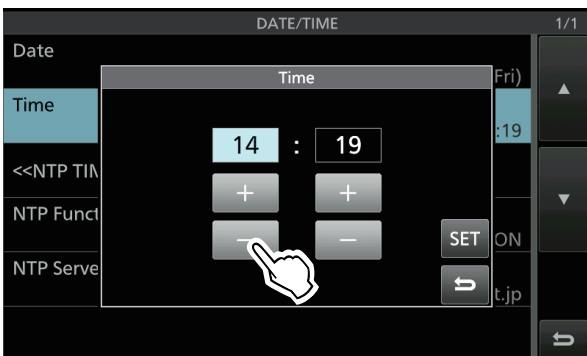 DATE/TIME 1/1
Date
Fri)
Time
Time
:19
14 : 19
<<NTP TIM
+ +
NTP Funct
− −
SET
ON
NTP Serve
t.jp